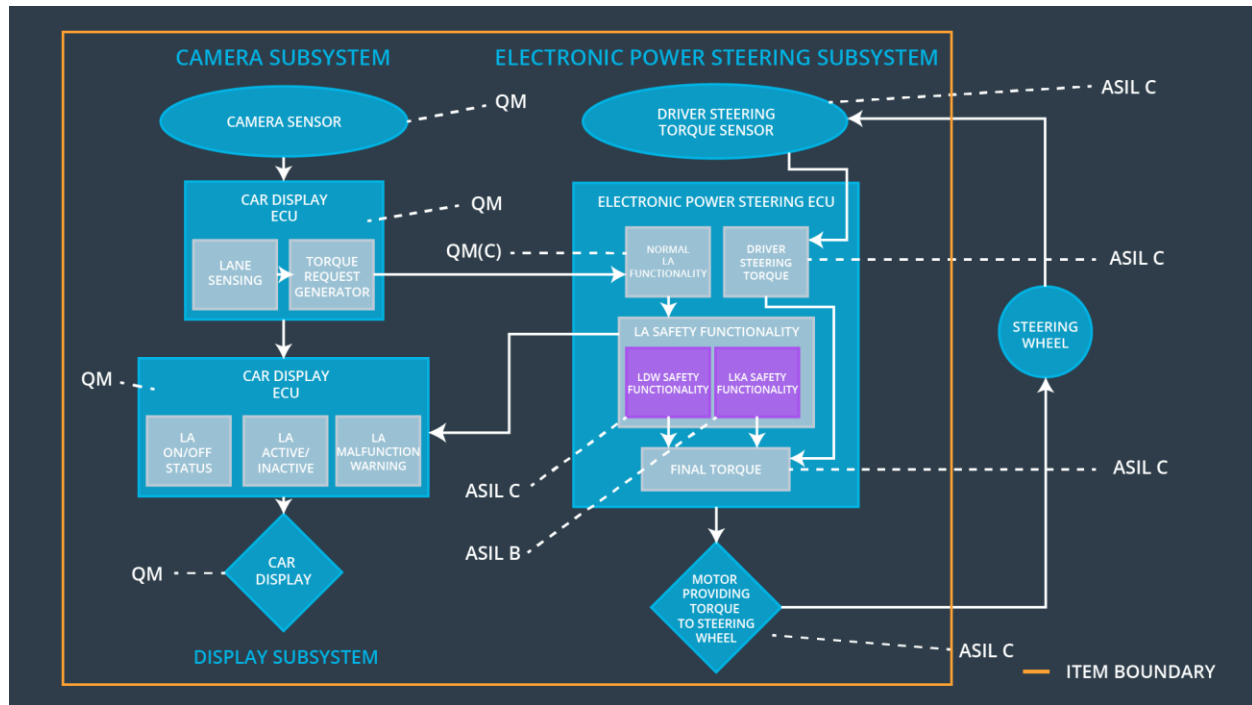 CAMERA SUBSYSTEM
ELECTRONIC POWER STEERING SUBSYSTEM
CAMERA SENSOR
QM
DRIVER STEERING
TORQUE SENSOR
ASIL C
CAR DISPLAY
ECU
QM
LANE
SENSING
TORQUE
REQUEST
GENERATOR
QM(C)
ELECTRONIC POWER STEERING ECU
NORMAL
LA
FUNCTIONALITY
DRIVER
STEERING
TORQUE
ASIL C
LA SAFETY FUNCTIONALITY
LDW SAFETY
FUNCTIONALITY
LKA SAFETY
FUNCTIONALITY
STEERING
WHEEL
QM
CAR DISPLAY
ECU
LA
ON/OFF
STATUS
LA
ACTIVE/
INACTIVE
LA
MALFUNCTION
WARNING
FINAL TORQUE
ASIL C
ASIL C
ASIL B
QM
CAR
DISPLAY
MOTOR
PROVIDING
TORQUE
TO STEERING
WHEEL
ASIL C
DISPLAY SUBSYSTEM
ITEM BOUNDARY